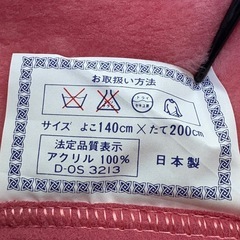 お取扱い方法
サイズ よこ140cm×たて200cm
法定品質表示
アクリル 100%
D-OS 3213
日本製